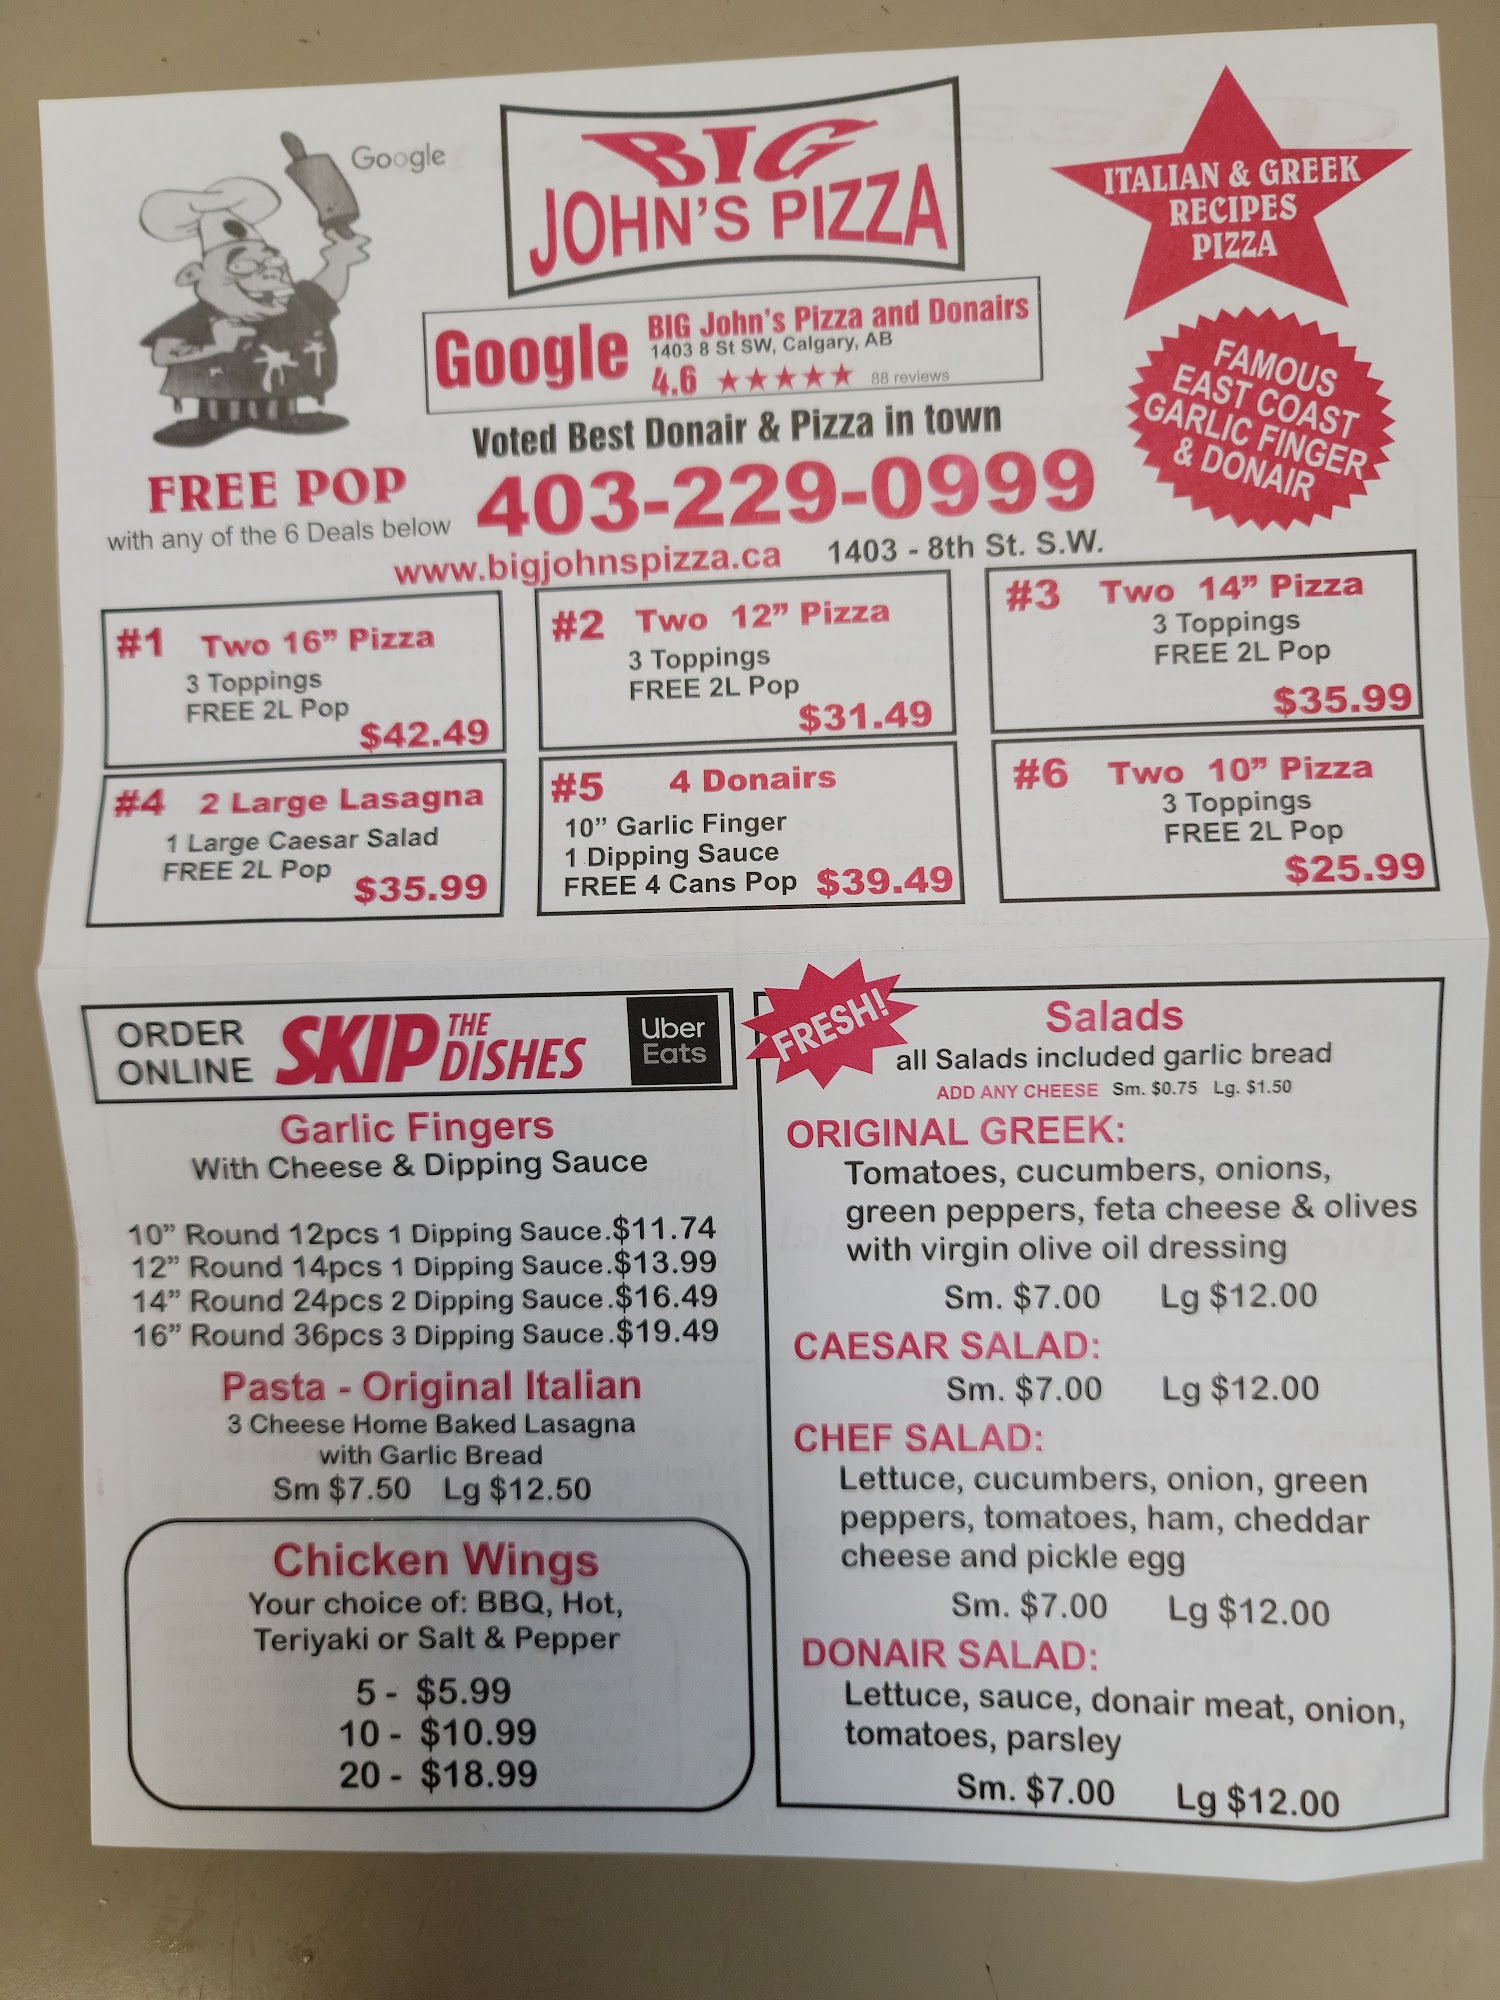 Google
BIG
JOHN'S PIZZA
ITALIAN & GREEK
RECIPES
PIZZA
Google
BIG John's Pizza and Donairs
1403 8 St SW, Calgary, AB
4.6 ★★★★★ 88 reviews
FAMOUS
EAST COAST
GARLIC FINGER
& DONAIR
Voted Best Donair & Pizza in town
403-229-0999
FREE POP
with any of the 6 Deals below
www.bigjohnspizza.ca 1403 - 8th St. S.W.
#1 Two 16" Pizza
3 Toppings
FREE 2L Pop
$42.49
#2 Two 12" Pizza
3 Toppings
FREE 2L Pop
$31.49
#3 Two 14" Pizza
3 Toppings
FREE 2L Pop
$35.99
#4 2 Large Lasagna
1 Large Caesar Salad
FREE 2L Pop
$35.99
#5 4 Donairs
10" Garlic Finger
1 Dipping Sauce
FREE 4 Cans Pop $39.49
#6 Two 10" Pizza
3 Toppings
FREE 2L Pop
$25.99
ORDER
ONLINE
SKIP THE
DISHES
Uber
Eats
Garlic Fingers
With Cheese & Dipping Sauce
10" Round 12pcs 1 Dipping Sauce.$11.74
12" Round 14pcs 1 Dipping Sauce.$13.99
14" Round 24pcs 2 Dipping Sauce.$16.49
16" Round 36pcs 3 Dipping Sauce.$19.49
Pasta - Original Italian
3 Cheese Home Baked Lasagna
with Garlic Bread
Sm $7.50 Lg $12.50
Chicken Wings
Your choice of: BBQ, Hot,
Teriyaki or Salt & Pepper
5 - $5.99
10 - $10.99
20 - $18.99
FRESH!
Salads
all Salads included garlic bread
ADD ANY CHEESE Sm. $0.75 Lg. $1.50
ORIGINAL GREEK:
Tomatoes, cucumbers, onions,
green peppers, feta cheese & olives
with virgin olive oil dressing
Sm. $7.00 Lg $12.00
CAESAR SALAD:
Sm. $7.00 Lg $12.00
CHEF SALAD:
Lettuce, cucumbers, onion, green
peppers, tomatoes, ham, cheddar
cheese and pickle egg
Sm. $7.00 Lg $12.00
DONAIR SALAD:
Lettuce, sauce, donair meat, onion,
tomatoes, parsley
Sm. $7.00 Lg $12.00